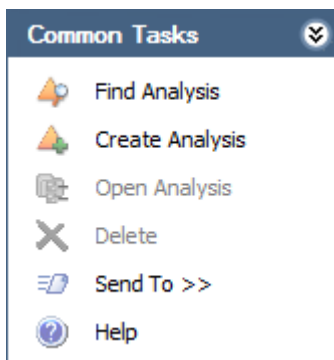 Common Tasks
Find Analysis
Create Analysis
Open Analysis
Delete
Send To >>
Help